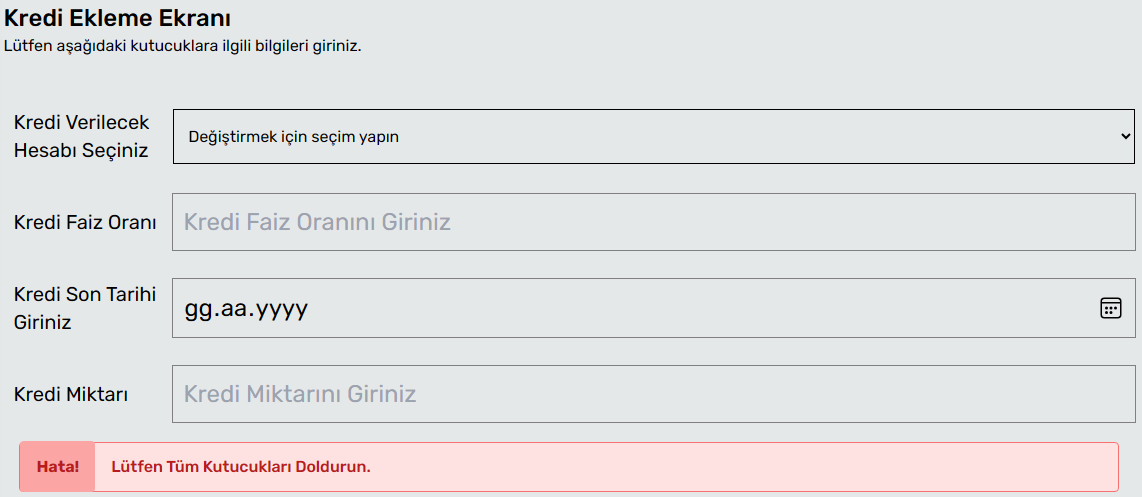 Kredi Ekleme Ekranı
Lütfen aşağıdaki kutucuklara ilgili bilgileri giriniz.
Kredi Verilecek
Hesabı Seçiniz
Değiştirmek için seçim yapın
Kredi Faiz Oranı
Kredi Faiz Oranını Giriniz
Kredi Son Tarihi
Giriniz
gg.aa.yyyy
Kredi Miktarı
Kredi Miktarını Giriniz
Hata!
Lütfen Tüm Kutucukları Doldurun.